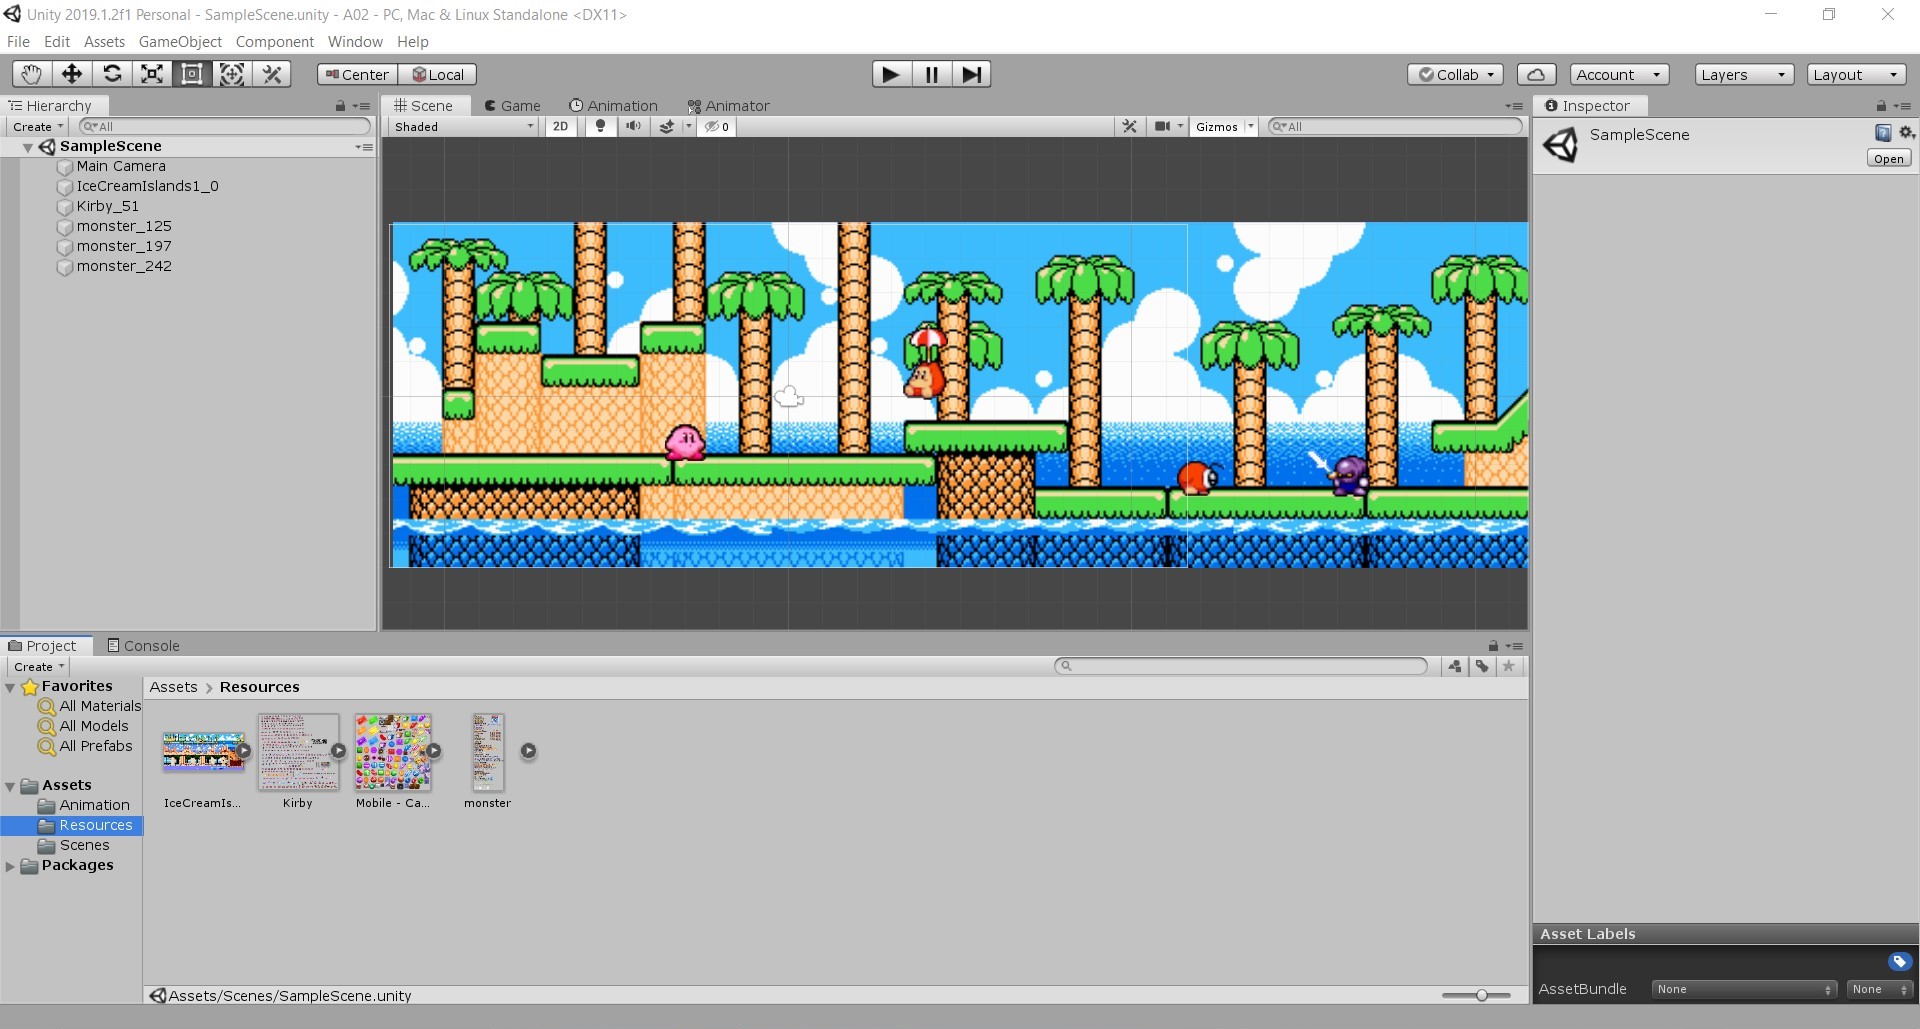 Unity 2019.1.2f1 Personal - SampleScene.unity - A02 - PC, Mac & Linux Standalone <DX11>
File Edit Assets GameObject Component Window Help
Center Local Collab Account Layers Layout
Hierarchy
Create All
SampleScene
Main Camera
IceCreamIslands1_0
Kirby_51
monster_125
monster_197
monster_242
Scene Game Animation Animator
Shaded 2D 0 Gizmos All
Inspector
SampleScene
Open
Project Console
Create
Favorites
All Materials
All Models
All Prefabs
Assets
Animation
Resources
Scenes
Packages
Assets Resources
IceCreamIs... Kirby Mobile - Ca... monster
Assets/Scenes/SampleScene.unity
Asset Labels
AssetBundle None None